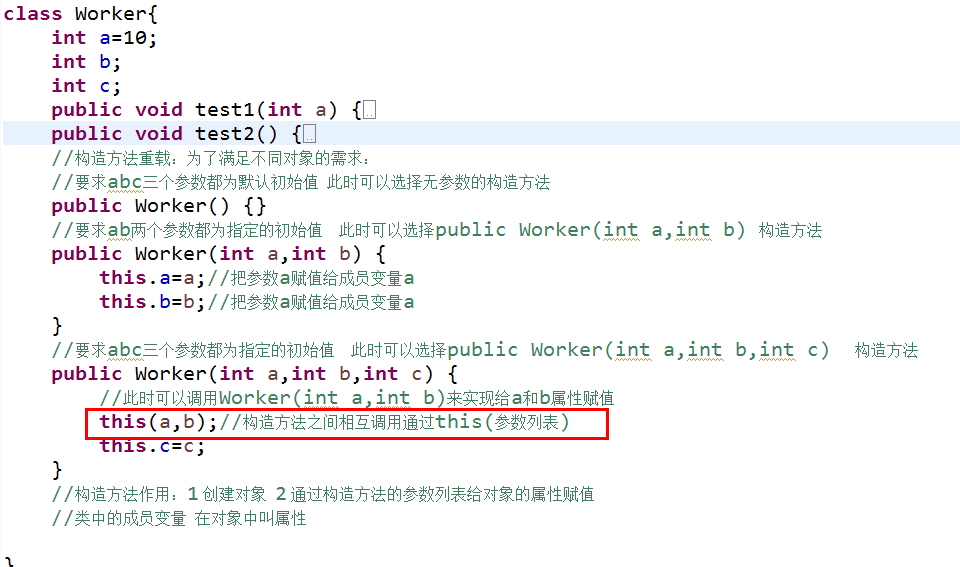 class Worker{
int a=10;
int b;
int c;
public void test1(int a) {
public void test2() {
//构造方法重载：为了满足不同对象的需求：
//要求abc三个参数都为默认初始值 此时可以选择无参数的构造方法
public Worker() {}
//要求ab两个参数都为指定的初始值 此时可以选择public Worker(int a,int b) 构造方法
public Worker(int a,int b) {
this.a=a;//把参数a赋值给成员变量a
this.b=b;//把参数a赋值给成员变量a
}
//要求abc三个参数都为指定的初始值 此时可以选择public Worker(int a,int b,int c) 构造方法
public Worker(int a,int b,int c) {
//此时可以调用Worker(int a,int b)来实现给a和b属性赋值
this(a,b);//构造方法之间相互调用通过this(参数列表)
this.c=c;
}
//构造方法作用：1 创建对象 2 通过构造方法的参数列表给对象的属性赋值
//类中的成员变量 在对象中叫属性
}